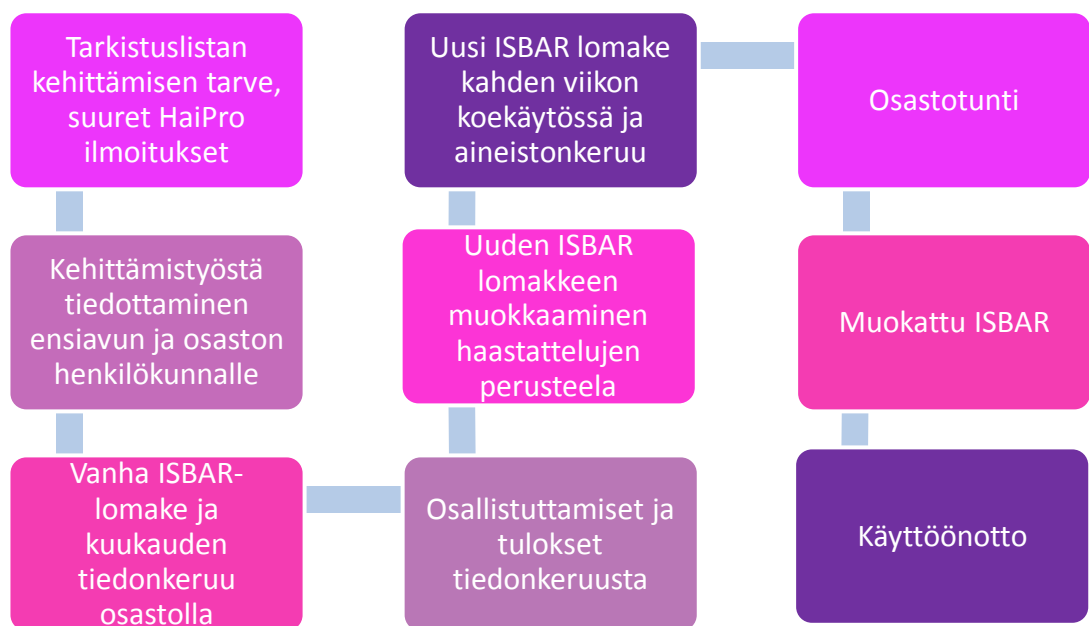 Tarkistuslistan
kehittämisen tarve,
suuret HaiPro
ilmoitukset
Kehittämistyöstä
tiedottaminen
ensiavun ja osaston
henkilökunnalle
Vanha ISBAR-
lomake ja
kuukauden
tiedonkeruu
osastolla
Osallistuttamiset ja
tulokset
tiedonkeruusta
Uuden ISBAR
lomakkeen
muokkaaminen
haastattelujen
perusteela
Uusi ISBAR lomake
kahden viikon
koekäytössä ja
aineistonkeruu
Osastotunti
Muokattu ISBAR
Käyttöönotto